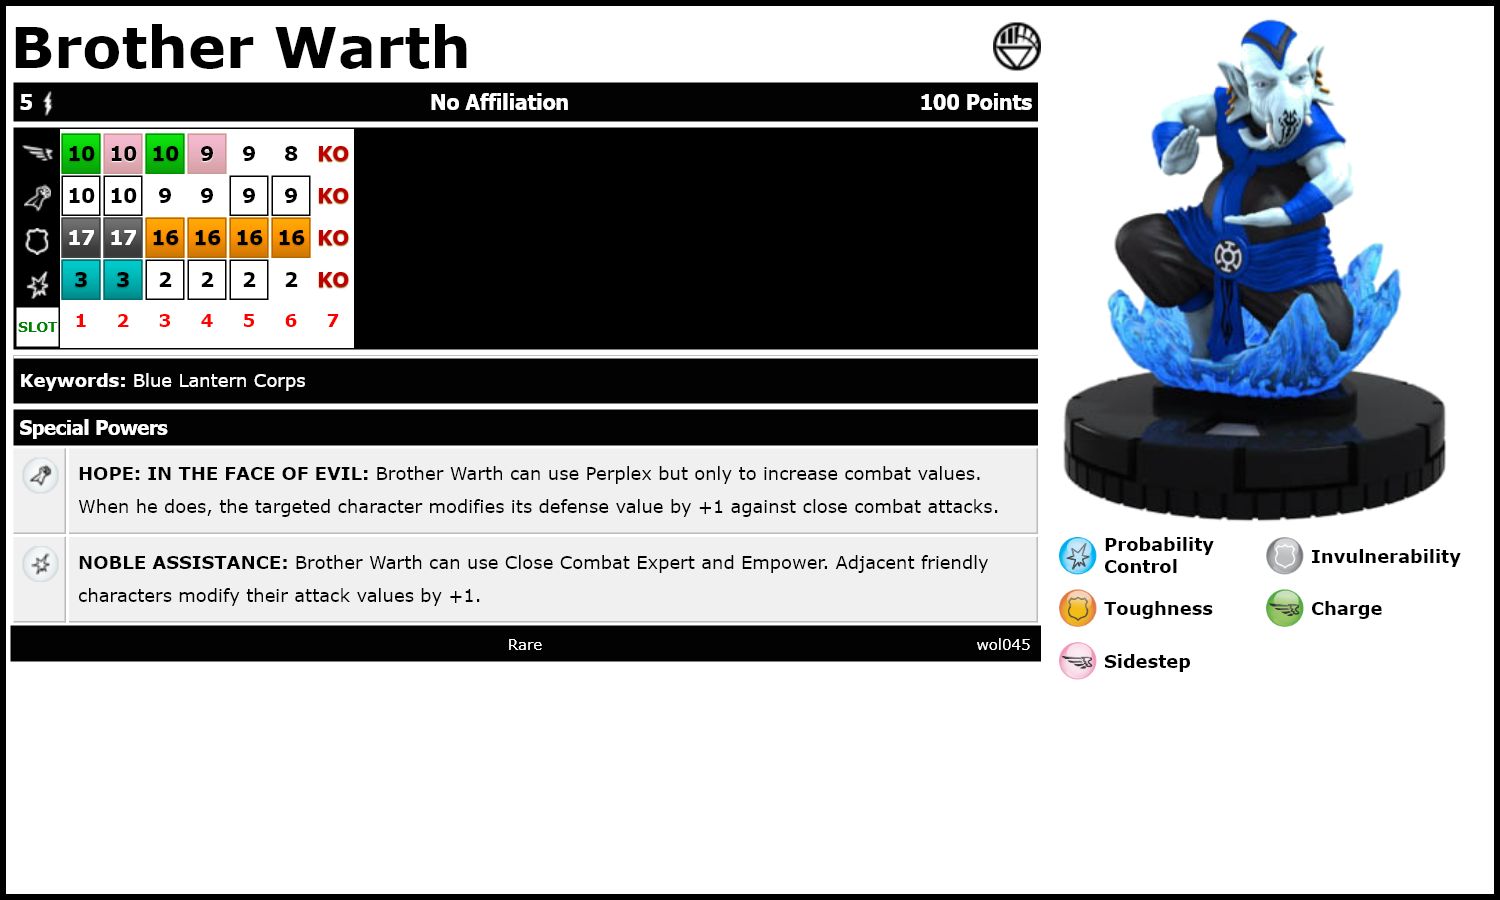 Brother Warth
5 No Affiliation 100 Points
10 10 10 9 9 8 KO
10 10 9 9 9 9 KO
17 17 16 16 16 16 KO
3 3 2 2 2 2 KO
SLOT 1 2 3 4 5 6 7
Keywords: Blue Lantern Corps
Special Powers
HOPE: IN THE FACE OF EVIL: Brother Warth can use Perplex but only to increase combat values.
When he does, the targeted character modifies its defense value by +1 against close combat attacks.
NOBLE ASSISTANCE: Brother Warth can use Close Combat Expert and Empower. Adjacent friendly
characters modify their attack values by +1.
Rare wol045
Probability
Control
Invulnerability
Toughness
Charge
Sidestep